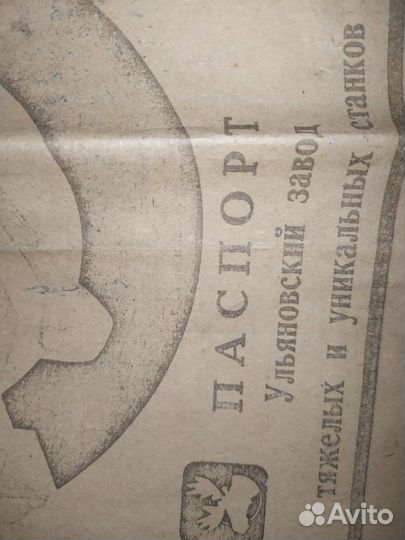 ПАСПОРТ
Ульяновский завод
тяжелых и уникальных станков
Avito